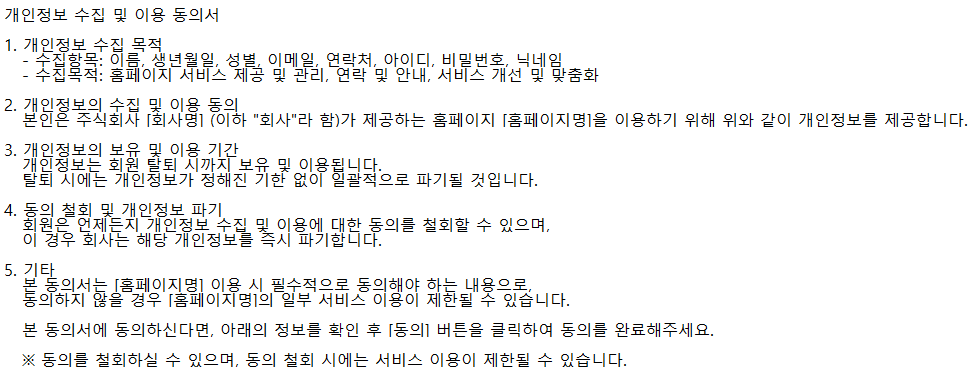 개인정보 수집 및 이용 동의서
1. 개인정보 수집 목적
- 수집항목: 이름, 생년월일, 성별, 이메일, 연락처, 아이디, 비밀번호, 닉네임
- 수집목적: 홈페이지 서비스 제공 및 관리, 연락 및 안내, 서비스 개선 및 맞춤화
2. 개인정보의 수집 및 이용 동의
본인은 주식회사 [회사명] (이하 "회사"라 함)가 제공하는 홈페이지 [홈페이지명]을 이용하기 위해 위와 같이 개인정보를 제공합니다.
3. 개인정보의 보유 및 이용 기간
개인정보는 회원 탈퇴 시까지 보유 및 이용됩니다.
탈퇴 시에는 개인정보가 정해진 기한 없이 일괄적으로 파기될 것입니다.
4. 동의 철회 및 개인정보 파기
회원은 언제든지 개인정보 수집 및 이용에 대한 동의를 철회할 수 있으며,
이 경우 회사는 해당 개인정보를 즉시 파기합니다.
5. 기타
본 동의서는 [홈페이지명] 이용 시 필수적으로 동의해야 하는 내용으로,
동의하지 않을 경우 [홈페이지명]의 일부 서비스 이용이 제한될 수 있습니다.
본 동의서에 동의하신다면, 아래의 정보를 확인 후 [동의] 버튼을 클릭하여 동의를 완료해주세요.
※ 동의를 철회하실 수 있으며, 동의 철회 시에는 서비스 이용이 제한될 수 있습니다.